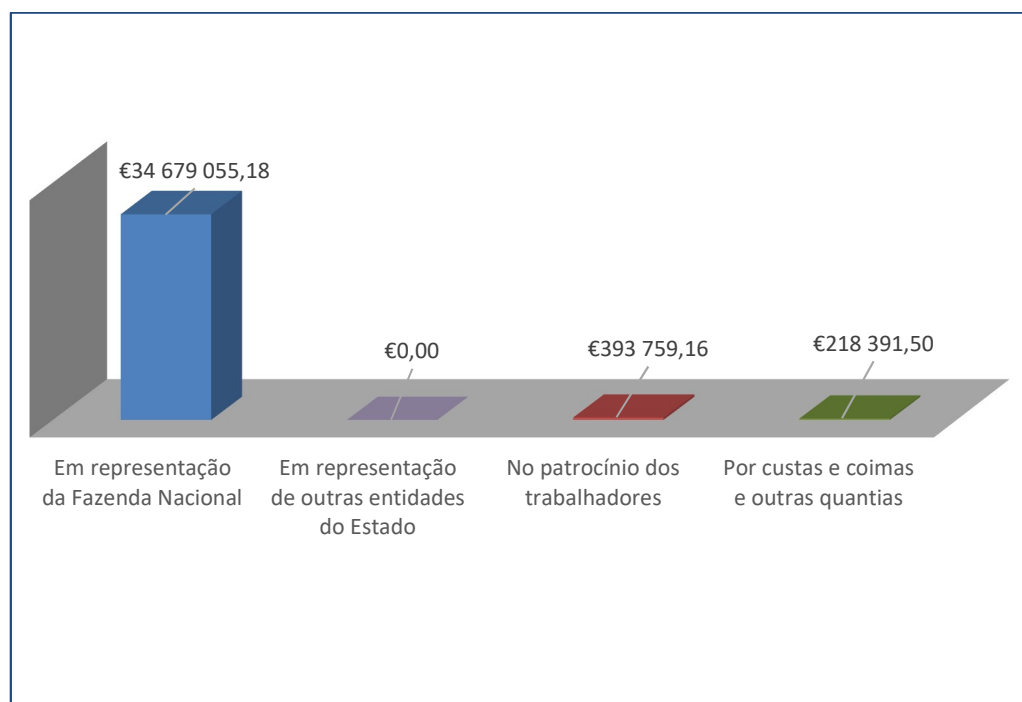 €34 679 055,18
€0,00
€393 759,16
€218 391,50
Em representação
da Fazenda Nacional
Em representação
de outras entidades
do Estado
No patrocínio dos
trabalhadores
Por custas e coimas
e outras quantias